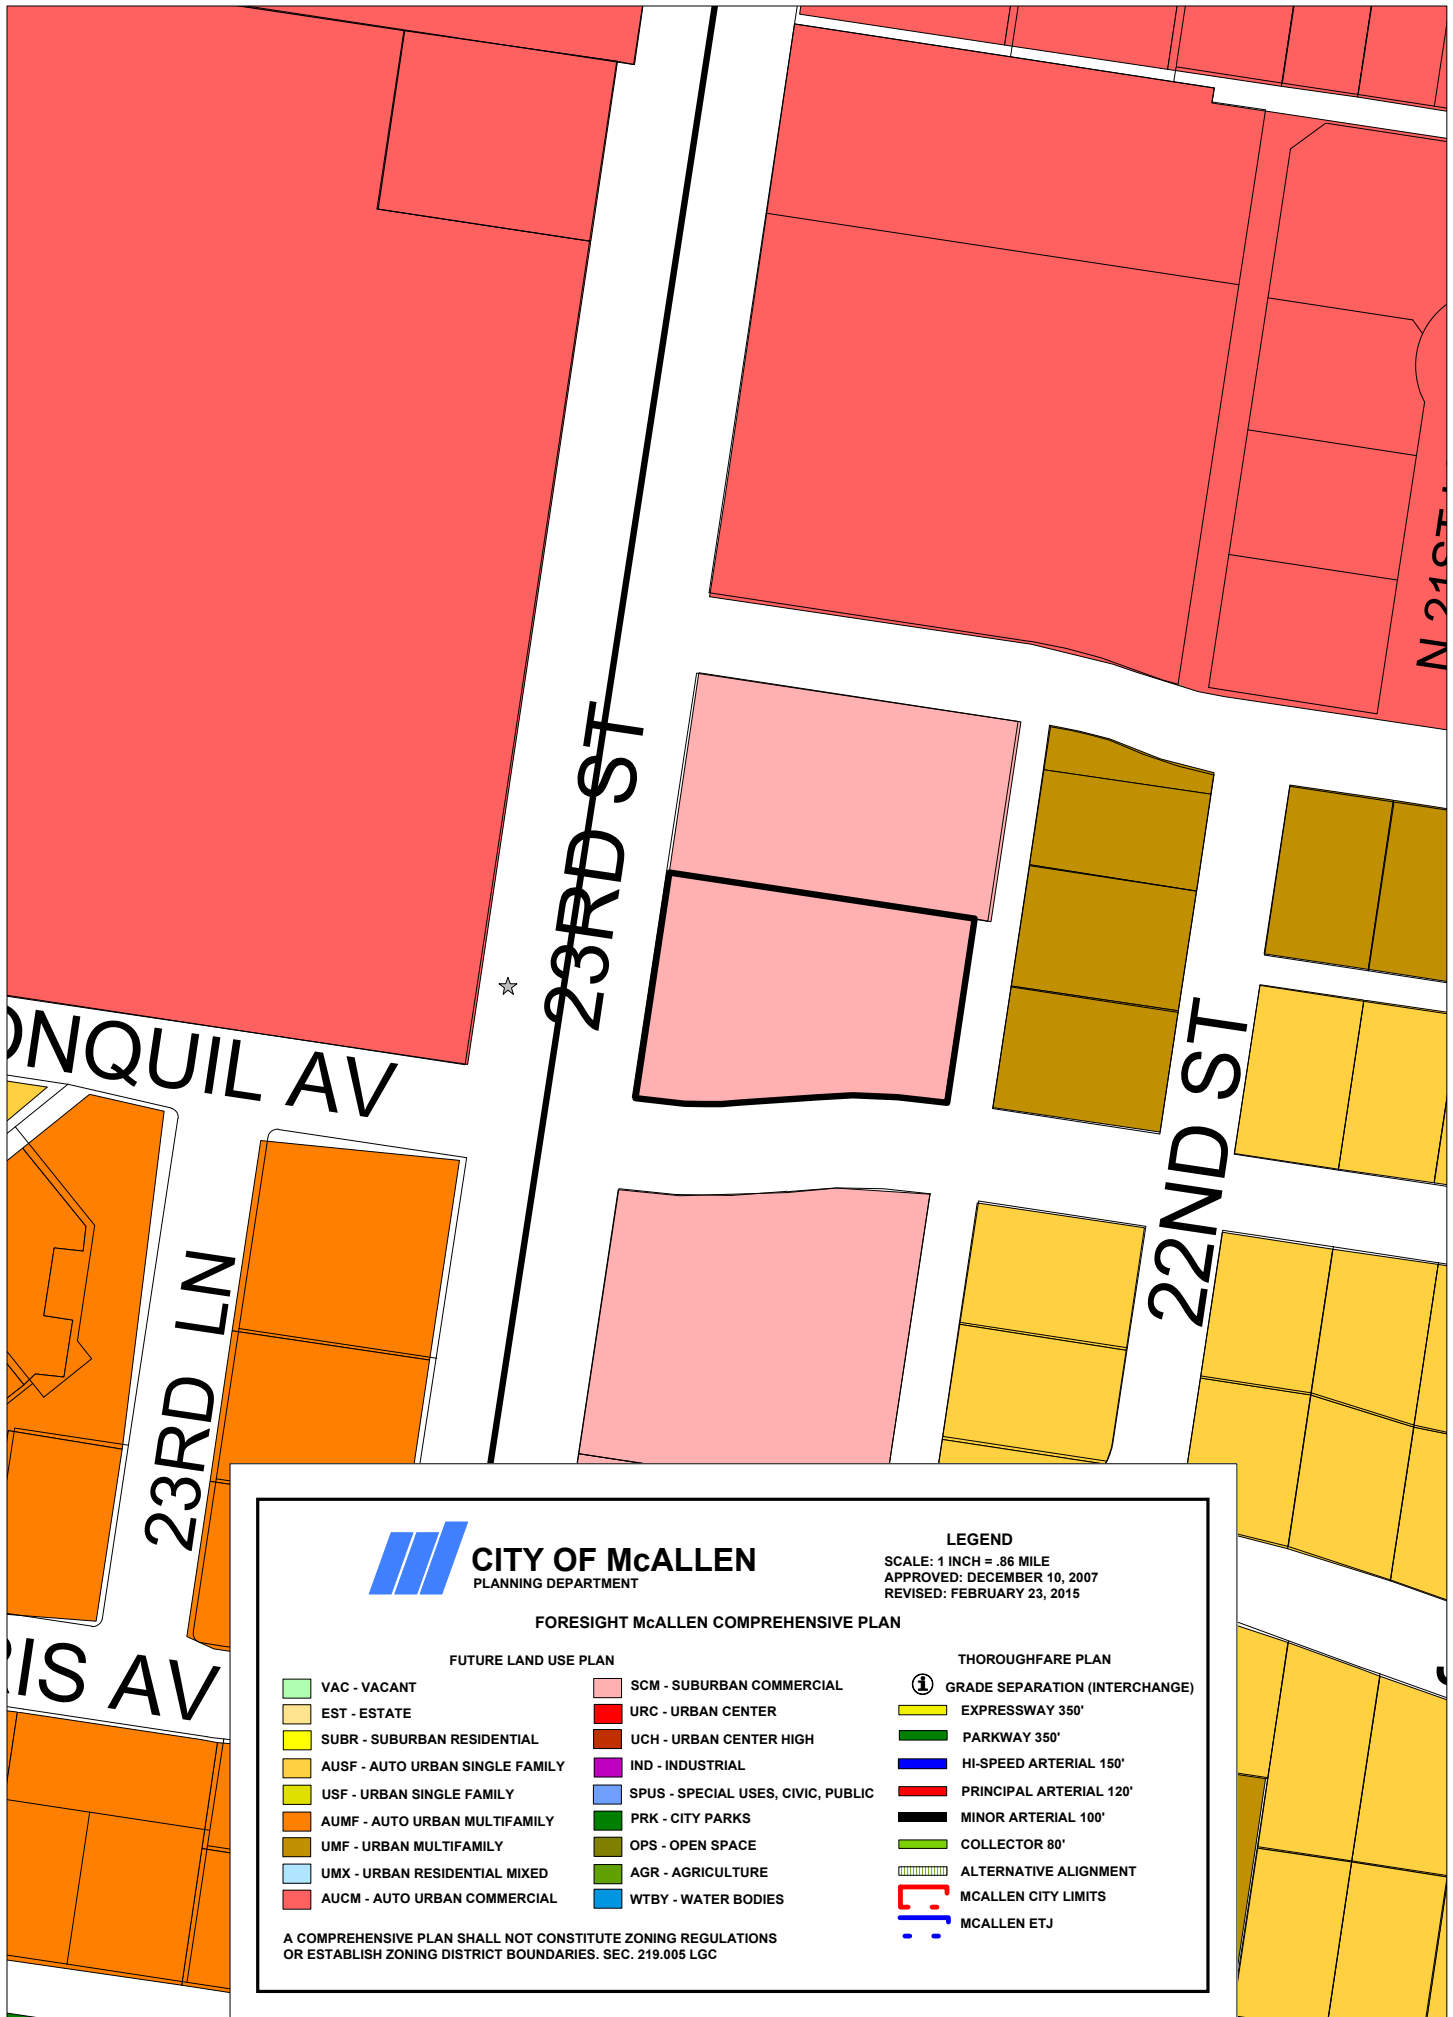 23RD ST
ONQUIL AV
22ND ST
23RD LN
RIS AV
CITY OF McALLEN
PLANNING DEPARTMENT
LEGEND
SCALE: 1 INCH = .86 MILE
APPROVED: DECEMBER 10, 2007
REVISED: FEBRUARY 23, 2015
FORESIGHT McALLEN COMPREHENSIVE PLAN
FUTURE LAND USE PLAN
VAC - VACANT
EST - ESTATE
SUBR - SUBURBAN RESIDENTIAL
AUSF - AUTO URBAN SINGLE FAMILY
USF - URBAN SINGLE FAMILY
AUMF - AUTO URBAN MULTIFAMILY
UMF - URBAN MULTIFAMILY
UMX - URBAN RESIDENTIAL MIXED
AUCM - AUTO URBAN COMMERCIAL
SCM - SUBURBAN COMMERCIAL
URC - URBAN CENTER
UCH - URBAN CENTER HIGH
IND - INDUSTRIAL
SPUS - SPECIAL USES, CIVIC, PUBLIC
PRK - CITY PARKS
OPS - OPEN SPACE
AGR - AGRICULTURE
WTBY - WATER BODIES
THOROUGHFARE PLAN
GRADE SEPARATION (INTERCHANGE)
EXPRESSWAY 350'
PARKWAY 350'
HI-SPEED ARTERIAL 150'
PRINCIPAL ARTERIAL 120'
MINOR ARTERIAL 100'
COLLECTOR 80'
ALTERNATIVE ALIGNMENT
MCALLEN CITY LIMITS
MCALLEN ETJ
A COMPREHENSIVE PLAN SHALL NOT CONSTITUTE ZONING REGULATIONS
OR ESTABLISH ZONING DISTRICT BOUNDARIES. SEC. 219.005 LGC